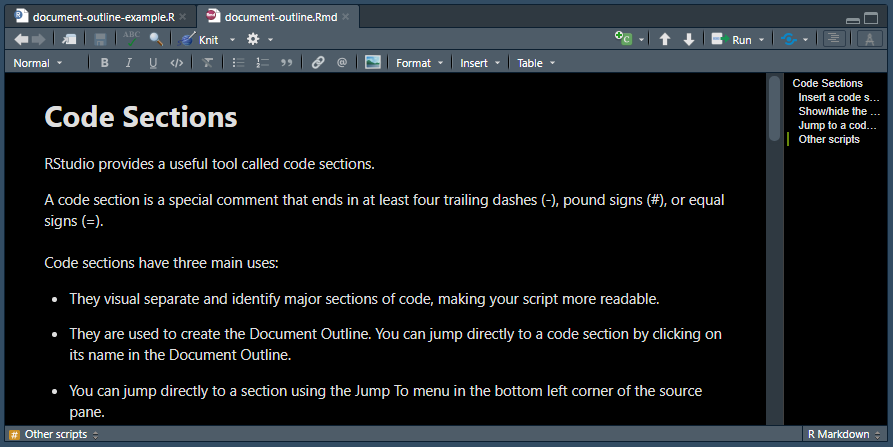 document-outline-example.R
document-outline.Rmd
ABC
Knit
Run
Normal
B I U </>
Format
Insert
Table
Code Sections
RStudio provides a useful tool called code sections.
A code section is a special comment that ends in at least four trailing dashes (-), pound signs (#), or equal
signs (=).
Code sections have three main uses:
They visual separate and identify major sections of code, making your script more readable.
They are used to create the Document Outline. You can jump directly to a code section by clicking on
its name in the Document Outline.
You can jump directly to a section using the Jump To menu in the bottom left corner of the source
pane.
Code Sections
Insert a code s...
Show/hide the ...
Jump to a cod...
Other scripts
# Other scripts
R Markdown